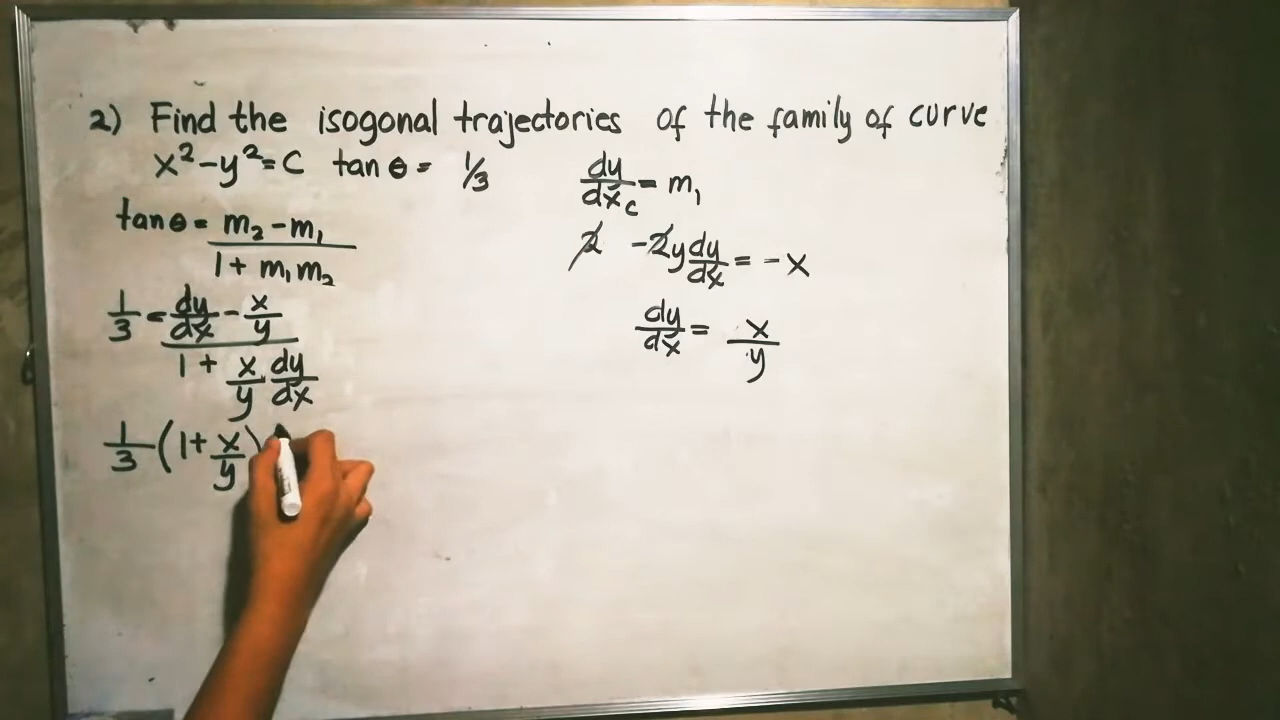 2) Find the isogonal trajectories of the family of curve
x² - y² = C tan θ = 1/3
dy/dx_c = m₁
tan θ = (m₂ - m₁)/(1 + m₁m₂)
2 -2y dy/dx = -x
1/3 = (dy/dx - x/y)/(1 + x/y dy/dx)
dy/dx = x/y
1/3 (1 + x/y)